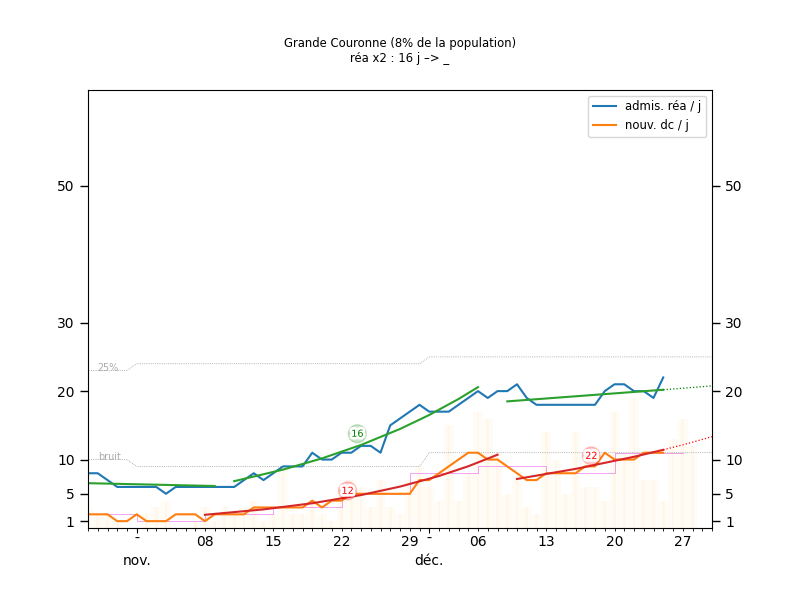 Grande Couronne (8% de la population)
réa x2 : 16 j –> _
admis. réa / j
nouv. dc / j
50 50
30 30
25%
20 20
16
22
bruit
10 10
12
5 5
1 1
- 08 15 22 29 - 06 13 20 27
nov. déc.